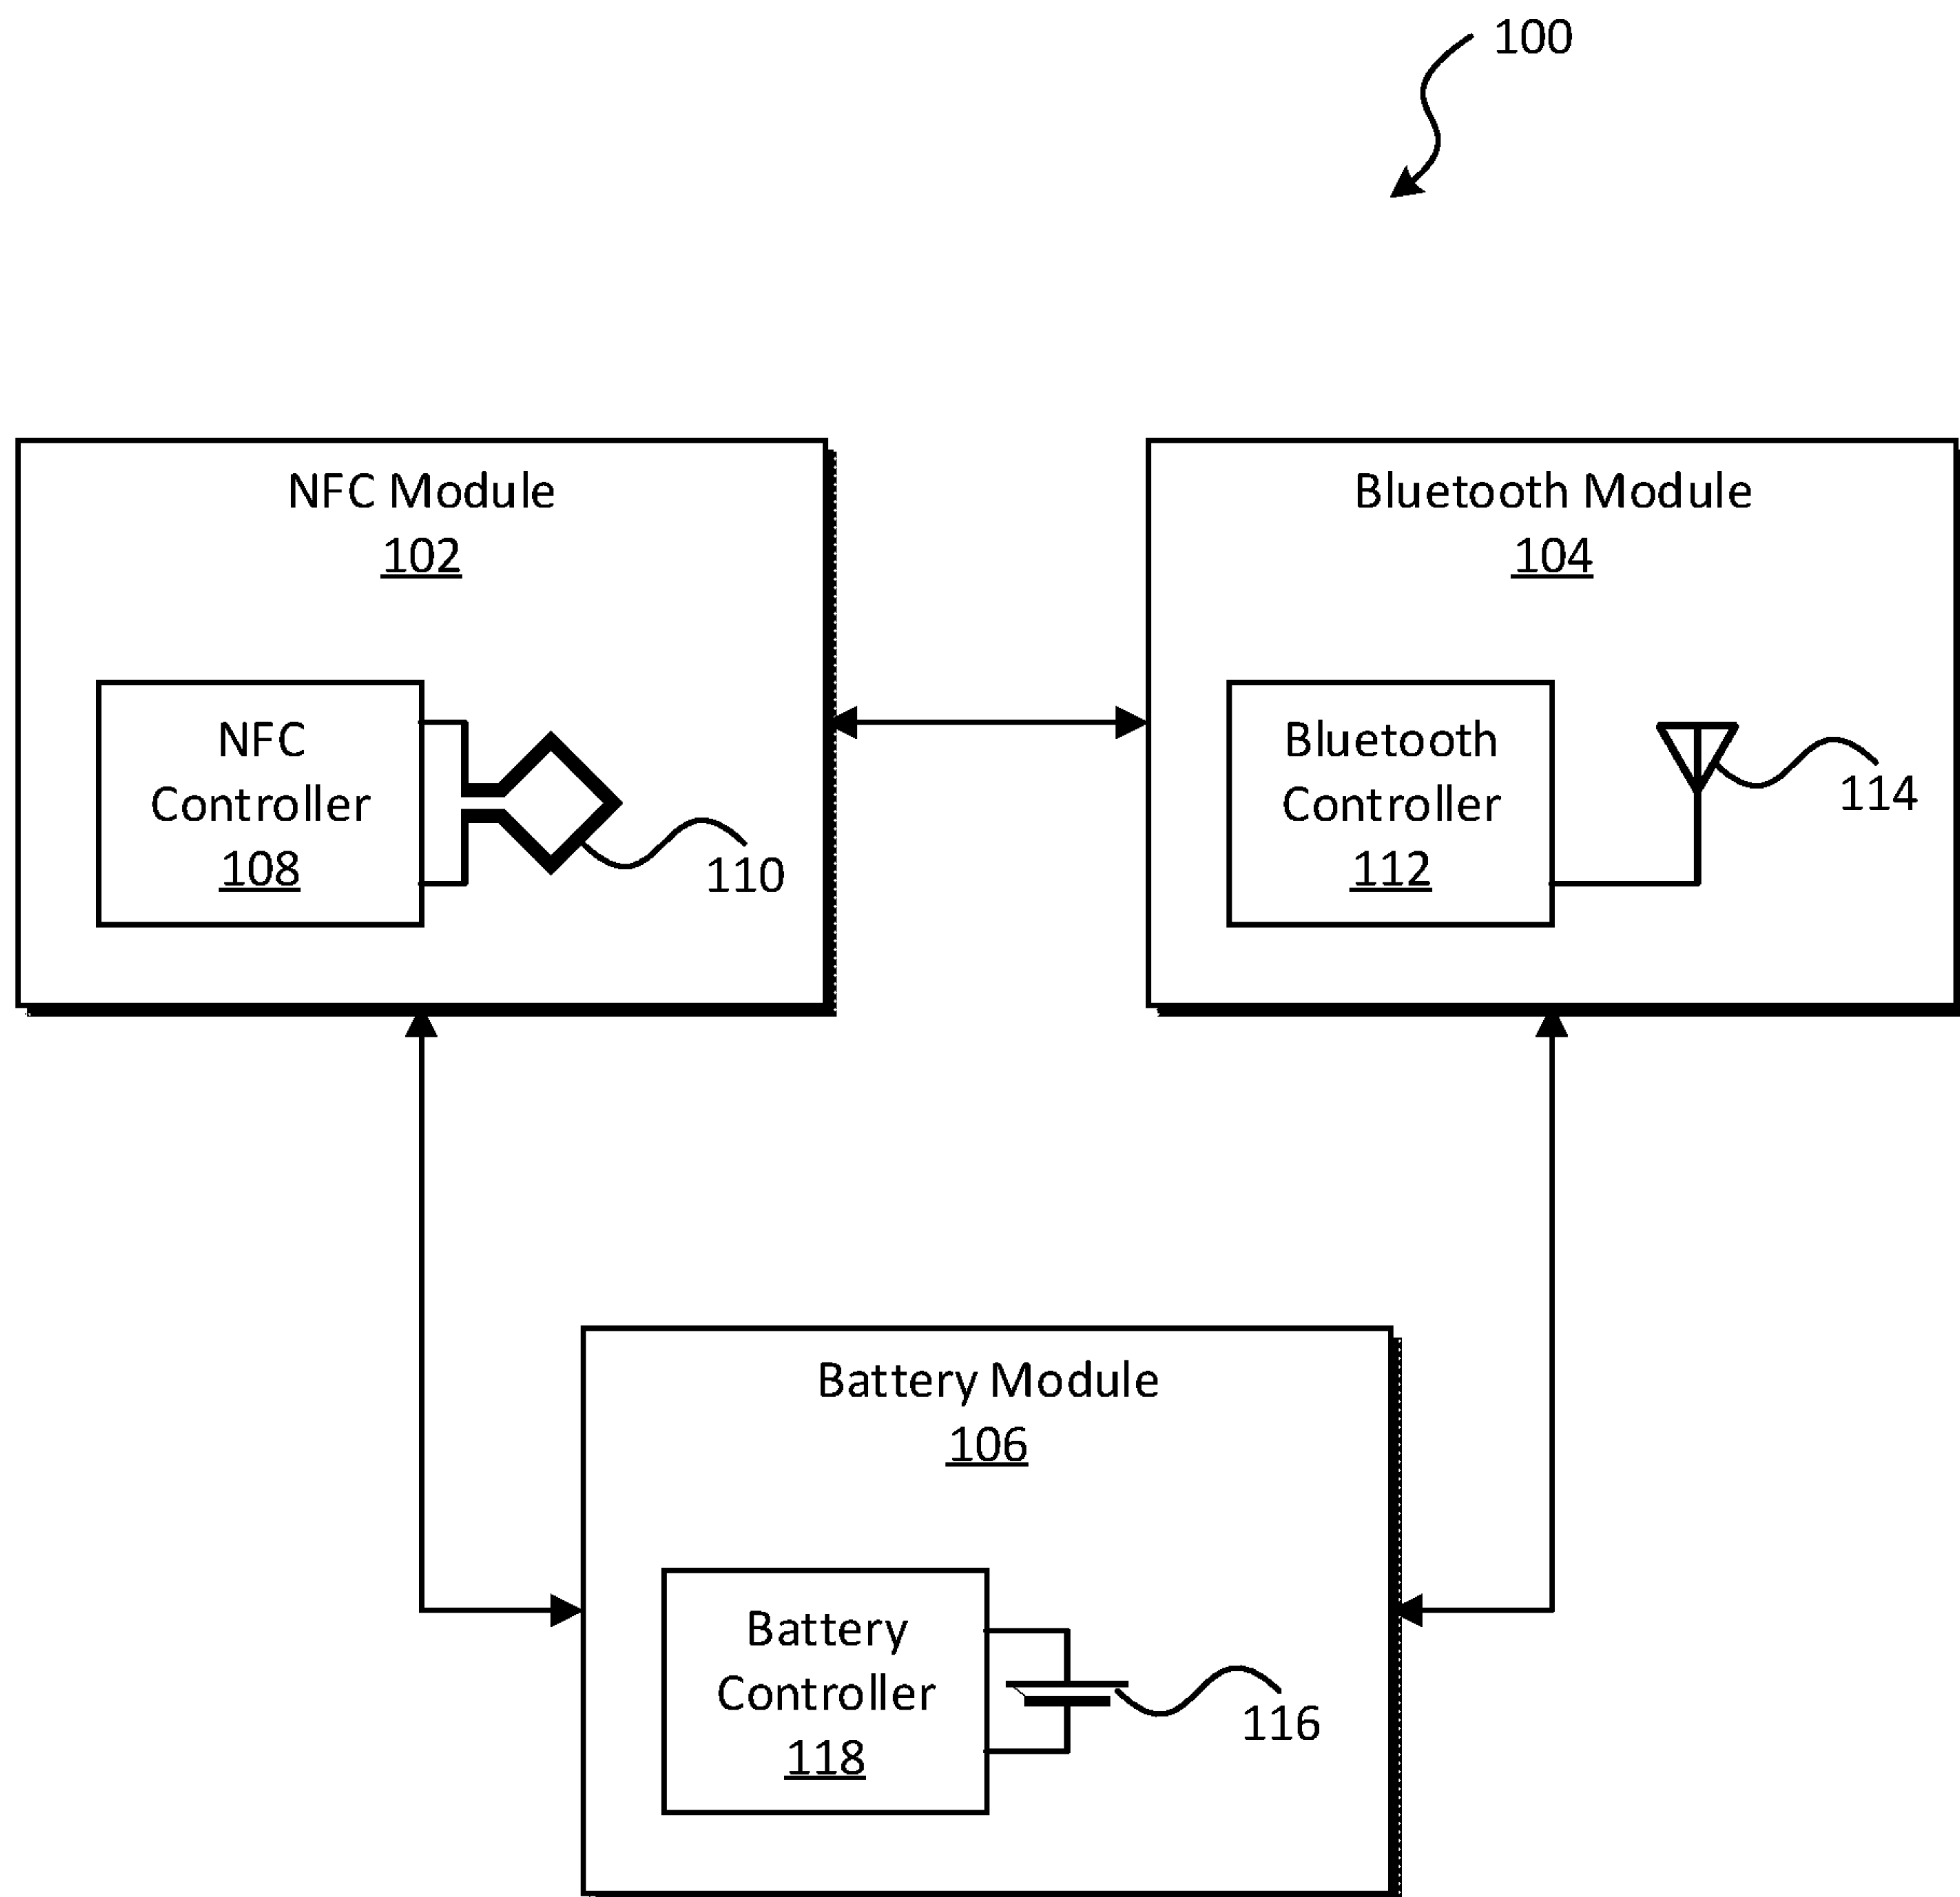 100
NFC Module
102
NFC
Controller
108
110
Bluetooth Module
104
Bluetooth
Controller
112
114
Battery Module
106
Battery
Controller
118
116